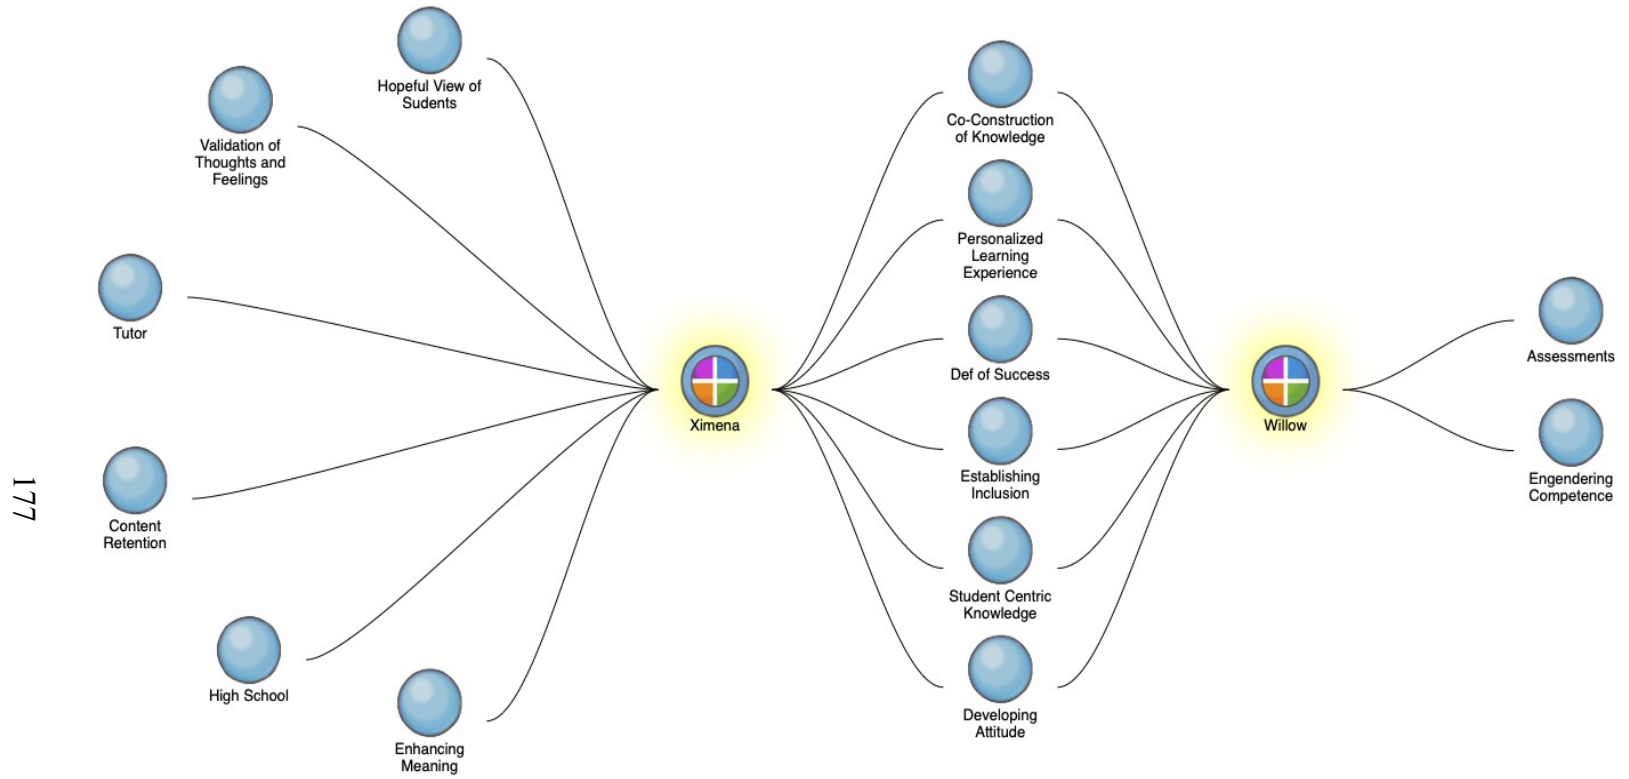 Hopeful View of
Sudents
Validation of
Thoughts and
Feelings
Tutor
Content
Retention
High School
Enhancing
Meaning
Ximena
Co-Construction
of Knowledge
Personalized
Learning
Experience
Def of Success
Establishing
Inclusion
Student Centric
Knowledge
Developing
Attitude
Willow
Assessments
Engendering
Competence
177